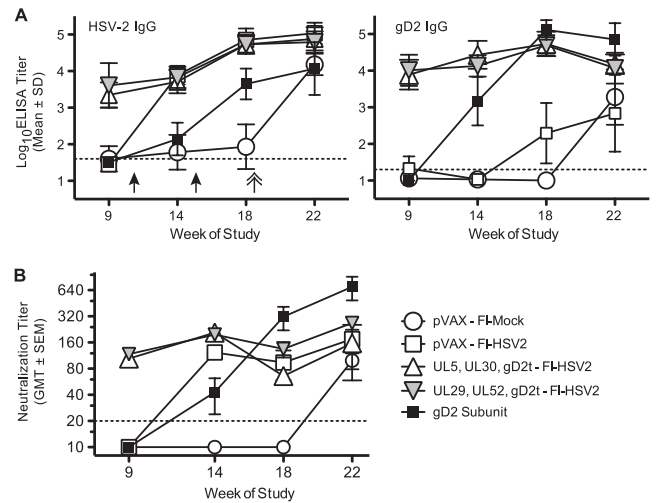 A
HSV-2 IgG
gD2 IgG
Log10ELISA Titer
(Mean ± SD)
5
4
3
2
1
9
14
18
22
Week of Study
5
4
3
2
1
9
14
18
22
Week of Study
B
Neutralization Titer
(GMT ± SEM)
640
320
160
80
40
20
10
9
14
18
22
Week of Study
pVAX - FI-Mock
pVAX - FI-HSV2
UL5, UL30, gD2t - FI-HSV2
UL29, UL52, gD2t - FI-HSV2
gD2 Subunit